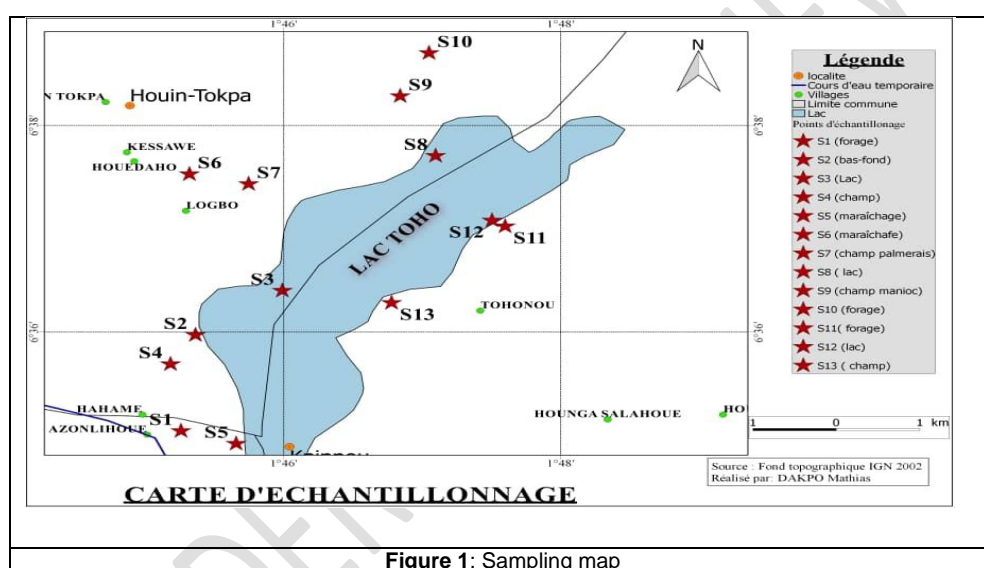 1°46' 1°48'
S10
N
S9
N TOKPA
Houin-Tokpa
6°38' 6°38'
KESSAWE
HOUEDAHO
S6
S7
S8
LOGBO
LAC TOHO
S12
S11
S3
S13
TOHONOU
S2
6°36' 6°36'
S4
HAHAME
S1
AZONLIHOUE
S5
HOUNGA SALAHOUE
HO
1°46' 1°48'
Légende
localite
Cours d'eau temporaire
Villages
Limite commune
Lac
Points d'échantillonage
S1 (forage)
S2 (bas-fond)
S3 (Lac)
S4 (champ)
S5 (maraîchage)
S6 (maraîchafe)
S7 (champ palmerais)
S8 ( lac)
S9 (champ manioc)
S10 (forage)
S11( forage)
S12 (lac)
S13 ( champ)
1 0 1 km
Source : Fond topographique IGN 2002
Réalisé par: DAKPO Mathias
CARTE D'ECHANTILLONNAGE
Figure 1: Sampling map